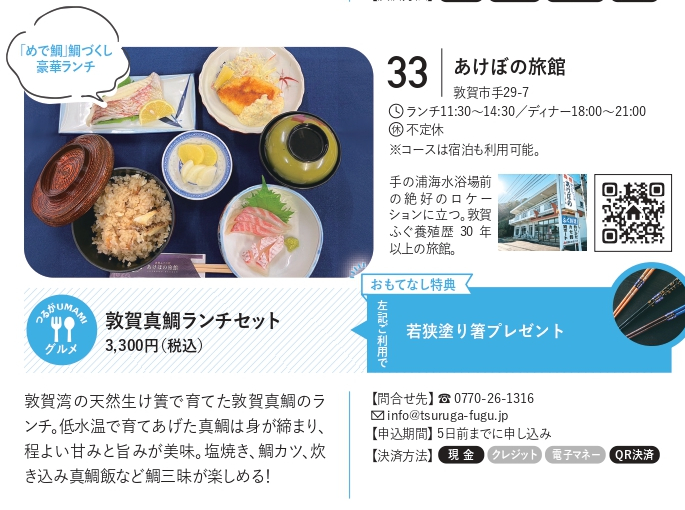 「めで鯛」鯛づくし
豪華ランチ
33
あけぼの旅館
敦賀市手29-7
ランチ11:30～14:30／ディナー18:00～21:00
休 不定休
※コースは宿泊も利用可能。
手の浦海水浴場前
の絶好のロケー
ションに立つ。敦賀
ふぐ養殖歴30年
以上の旅館。
あけぼの旅館
つるがUMAMI
グルメ
敦賀真鯛ランチセット
3,300円（税込）
おもてなし特典
左記ご利用で
若狭塗り箸プレゼント
敦賀湾の天然生け簀で育てた敦賀真鯛のラ
ンチ。低水温で育てあげた真鯛は身が締まり、
程よい甘みと旨みが美味。塩焼き、鯛カツ、炊
き込み真鯛飯など鯛三昧が楽しめる！
【問合せ先】☎0770-26-1316
info@tsuruga-fugu.jp
【申込期間】5日前までに申し込み
【決済方法】現金 クレジット 電子マネー QR決済